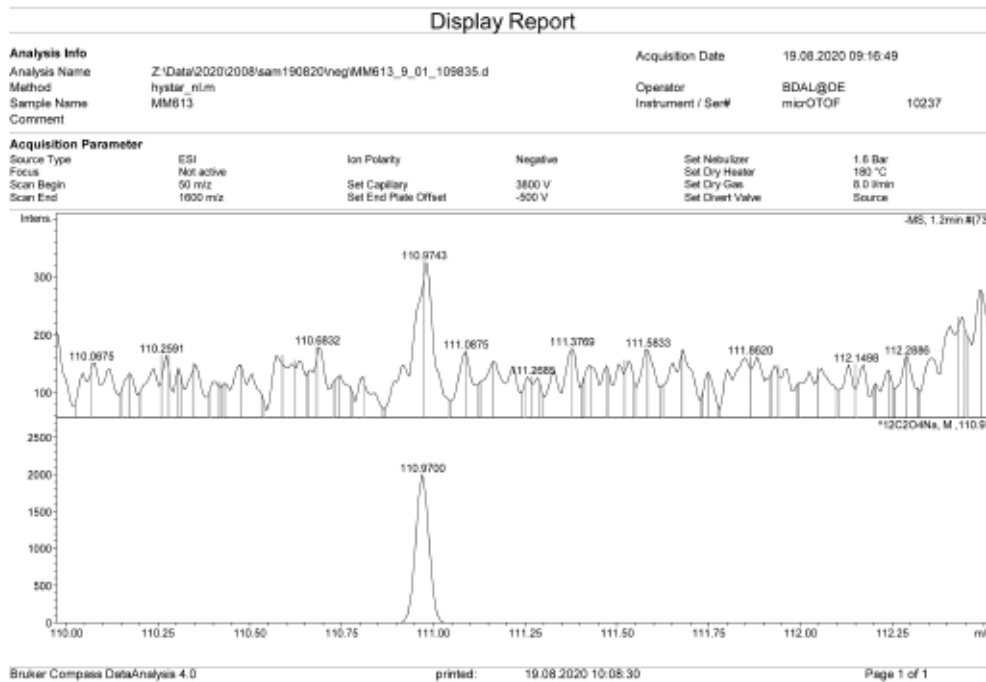 Display Report
Analysis Info
Acquisition Date 19.08.2020 09:16:49
Analysis Name Z:\Data\2020\2008\sam190820\neg\MM613_9_01_109835.d
Method hystar_nl.m Operator BDAL@DE
Sample Name MM613 Instrument / Ser# micrOTOF 10237
Comment
Acquisition Parameter
Source Type ESI Ion Polarity Negative Set Nebulizer 1.6 Bar
Focus Not active Set Dry Heater 180 °C
Scan Begin 50 m/z Set Capillary 3800 V Set Dry Gas 8.0 l/min
Scan End 1600 m/z Set End Plate Offset -500 V Set Divert Valve Source
Intens.
-MS, 1.2min #(73
110.9743
300
200
110.0675 110.2591 110.6832 111.0875 111.2685 111.3769 111.5833 111.8620 112.1498 112.2886
100
*12C2O4Na, M ,110.9
2500
110.9700
2000
1500
1000
500
0
110.00 110.25 110.50 110.75 111.00 111.25 111.50 111.75 112.00 112.25 m/
Bruker Compass DataAnalysis 4.0 printed: 19.08.2020 10:08:30 Page 1 of 1